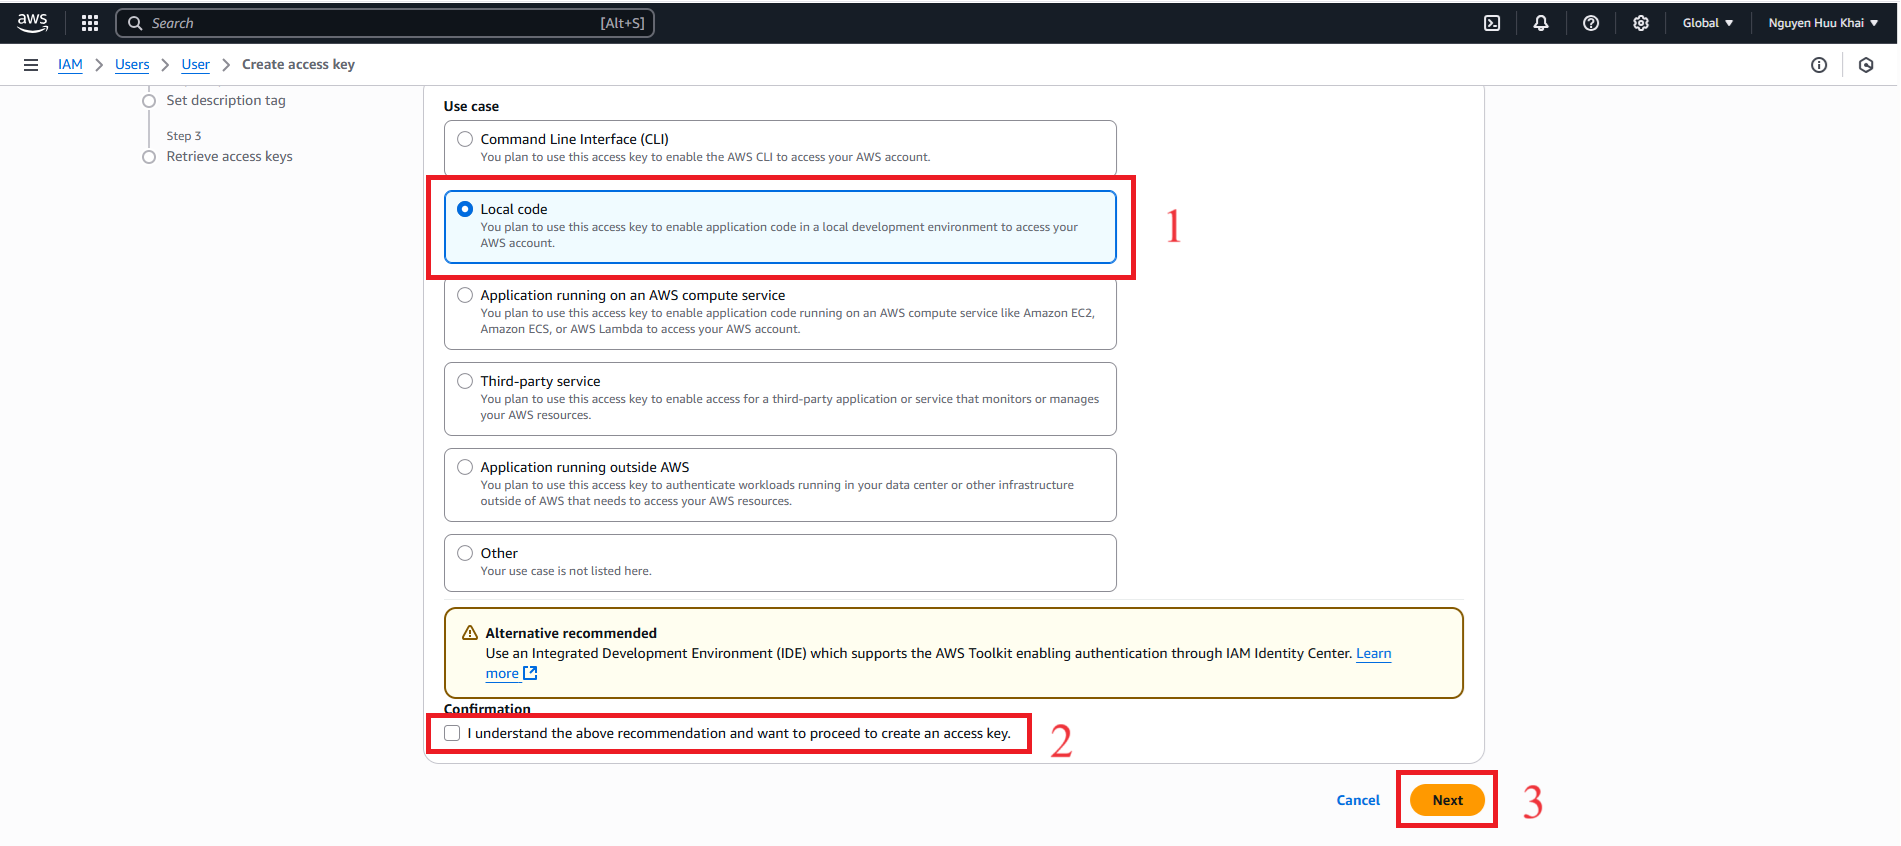 aws
Search [Alt+S]
Global Nguyen Huu Khai
IAM Users User Create access key
Set description tag
Step 3
Retrieve access keys
Use case
Command Line Interface (CLI)
You plan to use this access key to enable the AWS CLI to access your AWS account.
Local code
You plan to use this access key to enable application code in a local development environment to access your
AWS account.
1
Application running on an AWS compute service
You plan to use this access key to enable application code running on an AWS compute service like Amazon EC2,
Amazon ECS, or AWS Lambda to access your AWS account.
Third-party service
You plan to use this access key to enable access for a third-party application or service that monitors or manages
your AWS resources.
Application running outside AWS
You plan to use this access key to authenticate workloads running in your data center or other infrastructure
outside of AWS that needs to access your AWS resources.
Other
Your use case is not listed here.
Alternative recommended
Use an Integrated Development Environment (IDE) which supports the AWS Toolkit enabling authentication through IAM Identity Center. Learn
more
Confirmation
I understand the above recommendation and want to proceed to create an access key.
2
Cancel Next
3